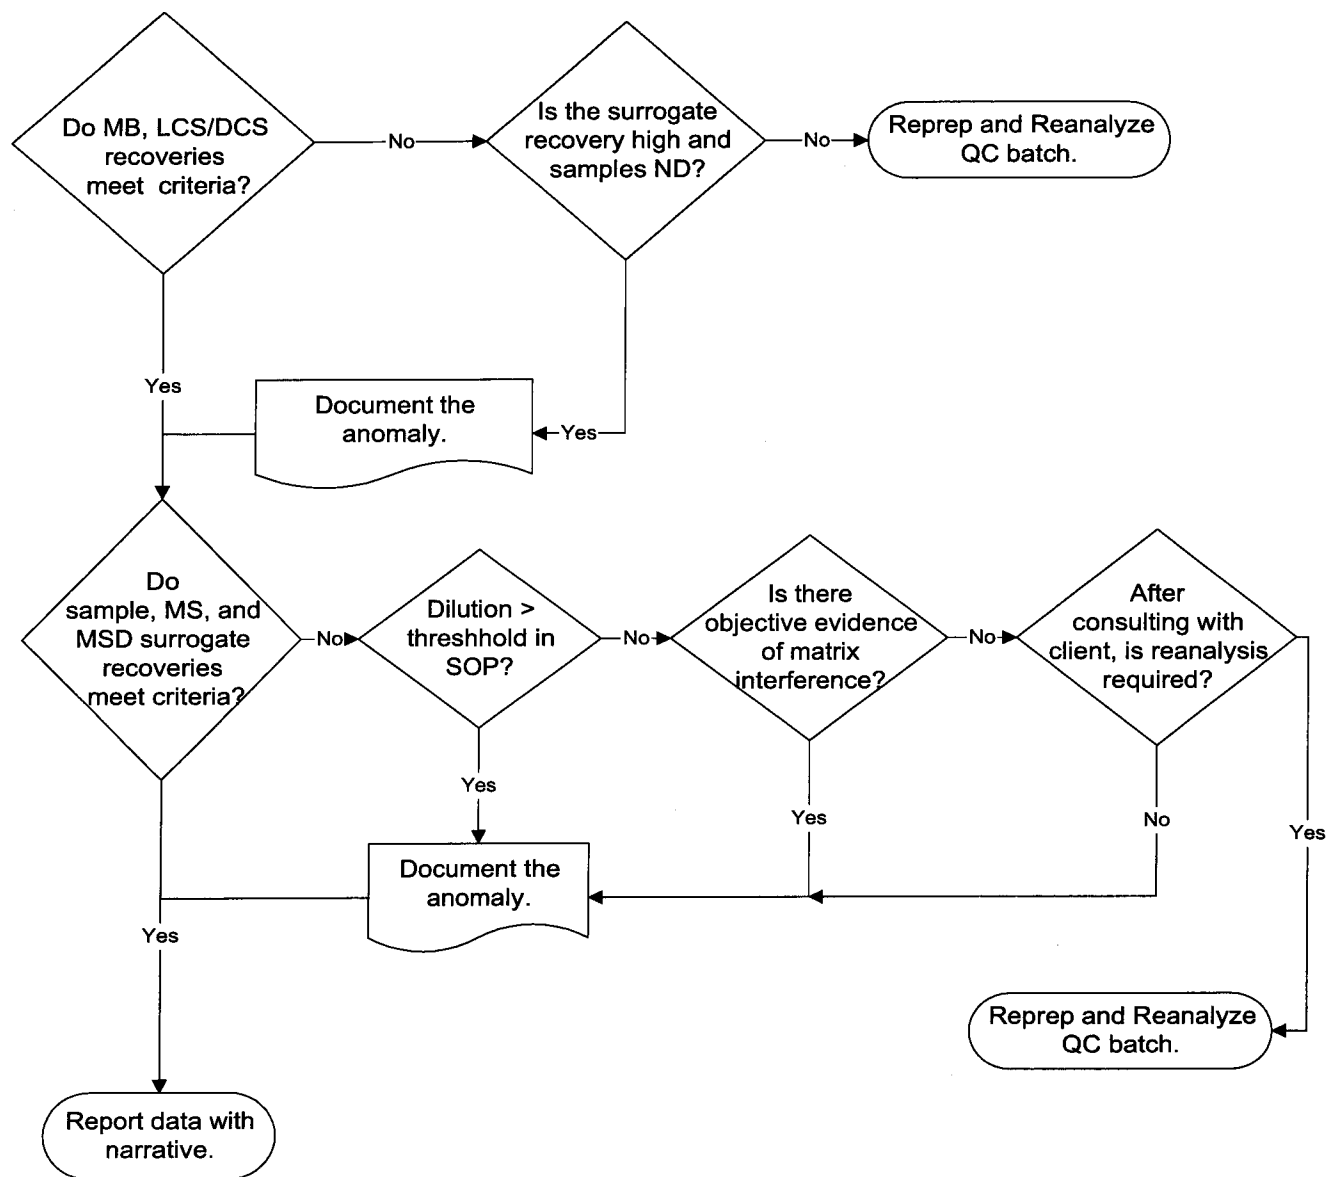 Do MB, LCS/DCS
recoveries
meet criteria?
No
Is the surrogate
recovery high and
samples ND?
No
Reprep and Reanalyze
QC batch.
Yes
Document the
anomaly.
Yes
Do
sample, MS, and
MSD surrogate
recoveries
meet criteria?
No
Dilution >
threshhold in
SOP?
No
Is there
objective evidence
of matrix
interference?
No
After
consulting with
client, is reanalysis
required?
Yes
Yes
No
Yes
Document the
anomaly.
Yes
Reprep and Reanalyze
QC batch.
Report data with
narrative.